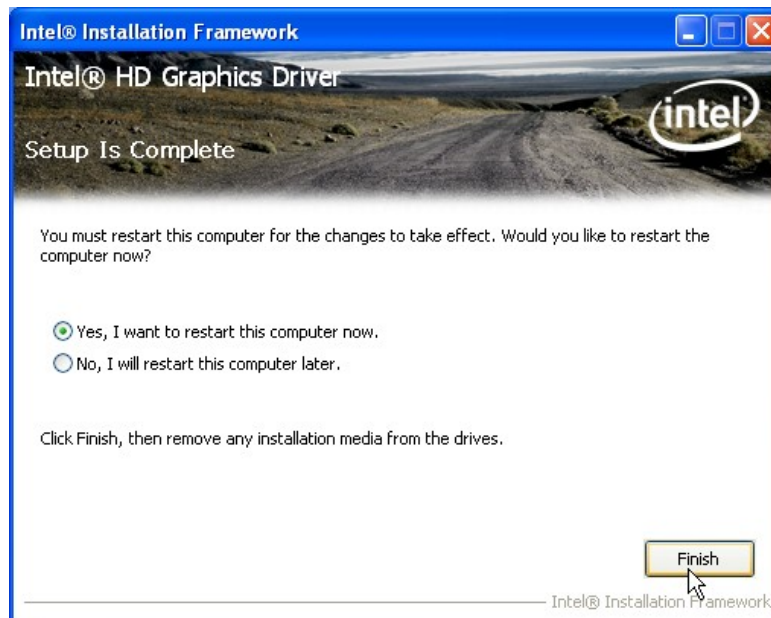 Intel® Installation Framework
Intel® HD Graphics Driver
intel
Setup Is Complete
You must restart this computer for the changes to take effect. Would you like to restart the
computer now?
Yes, I want to restart this computer now.
No, I will restart this computer later.
Click Finish, then remove any installation media from the drives.
Finish
Intel® Installation Framework